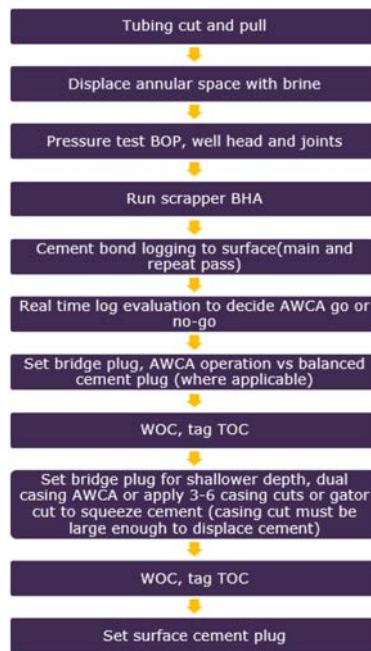 Tubing cut and pull
Displace annular space with brine
Pressure test BOP, well head and joints
Run scrapper BHA
Cement bond logging to surface(main and
repeat pass)
Real time log evaluation to decide AWCA go or
no-go
Set bridge plug, AWCA operation vs balanced
cement plug (where applicable)
WOC, tag TOC
Set bridge plug for shallower depth, dual
casing AWCA or apply 3-6 casing cuts or gator
cut to squeeze cement (casing cut must be
large enough to displace cement)
WOC, tag TOC
Set surface cement plug